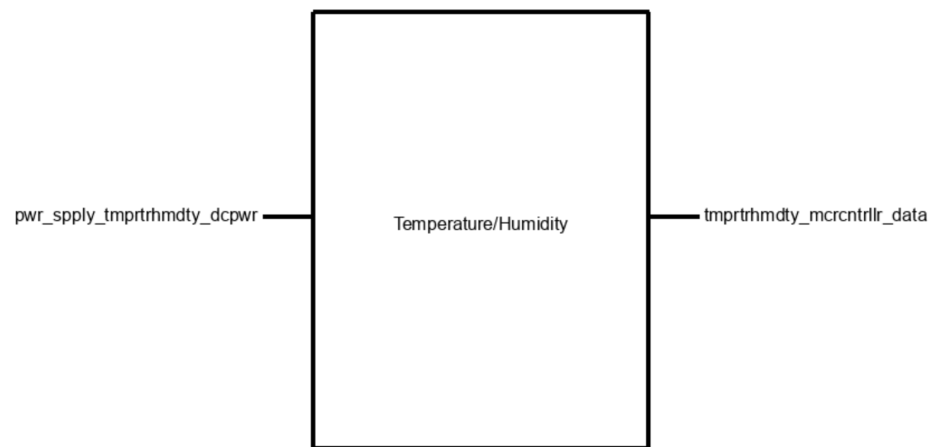 pwr_spply_tmprtrhmdty_dcpwr
Temperature/Humidity
tmprtrhmdty_mcrcntrllr_data